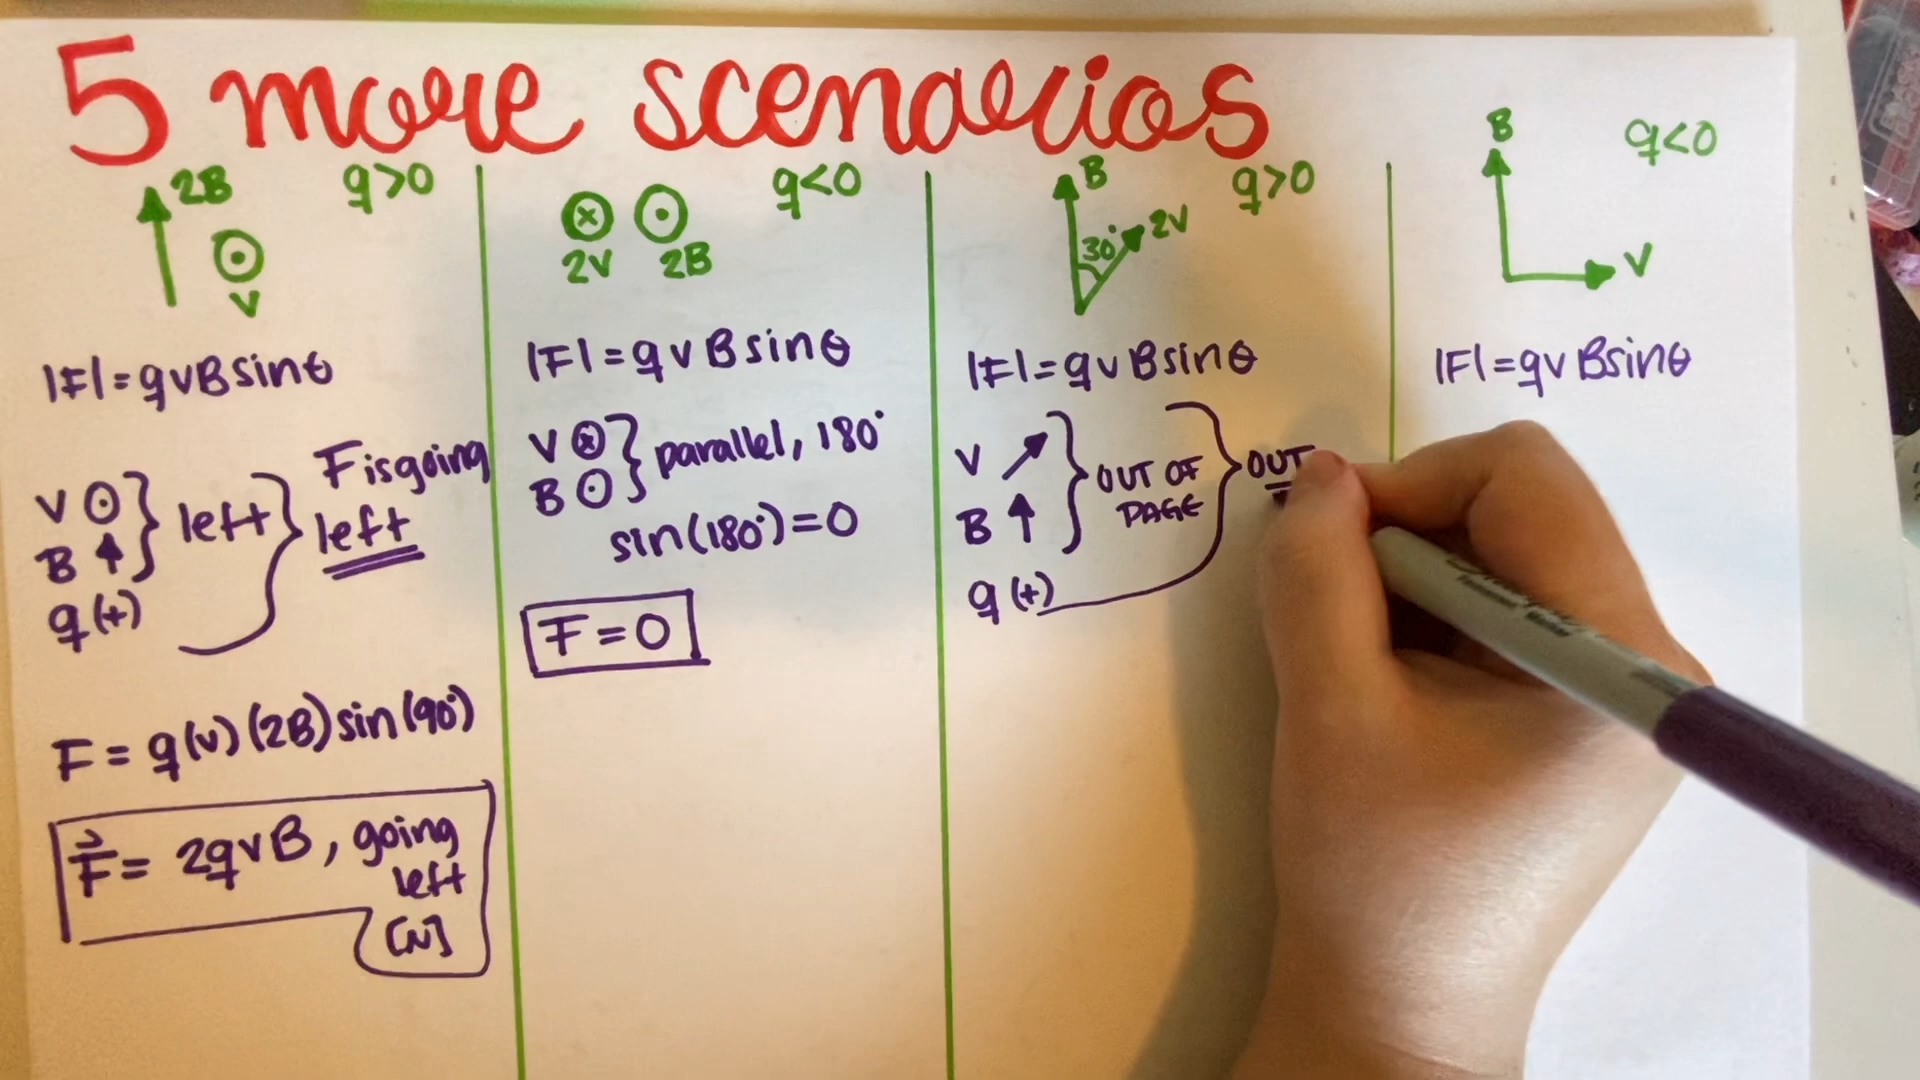 5 more scenarios
2B
q>0
V
q<0
2V
2B
B
q>0
30°
2V
B
q<0
V
|F|=qvBsinθ
V
B
q(+)
left
F is going
left
F = q(v)(2B)sin(90°)
F = 2qvB, going
left
[N]
|F|=qvBsinθ
V
B
parallel, 180°
sin(180°)=0
F=0
|F|=qvBsinθ
V
B
q(+)
OUT OF
PAGE
OUT
|F|=qvBsinθ